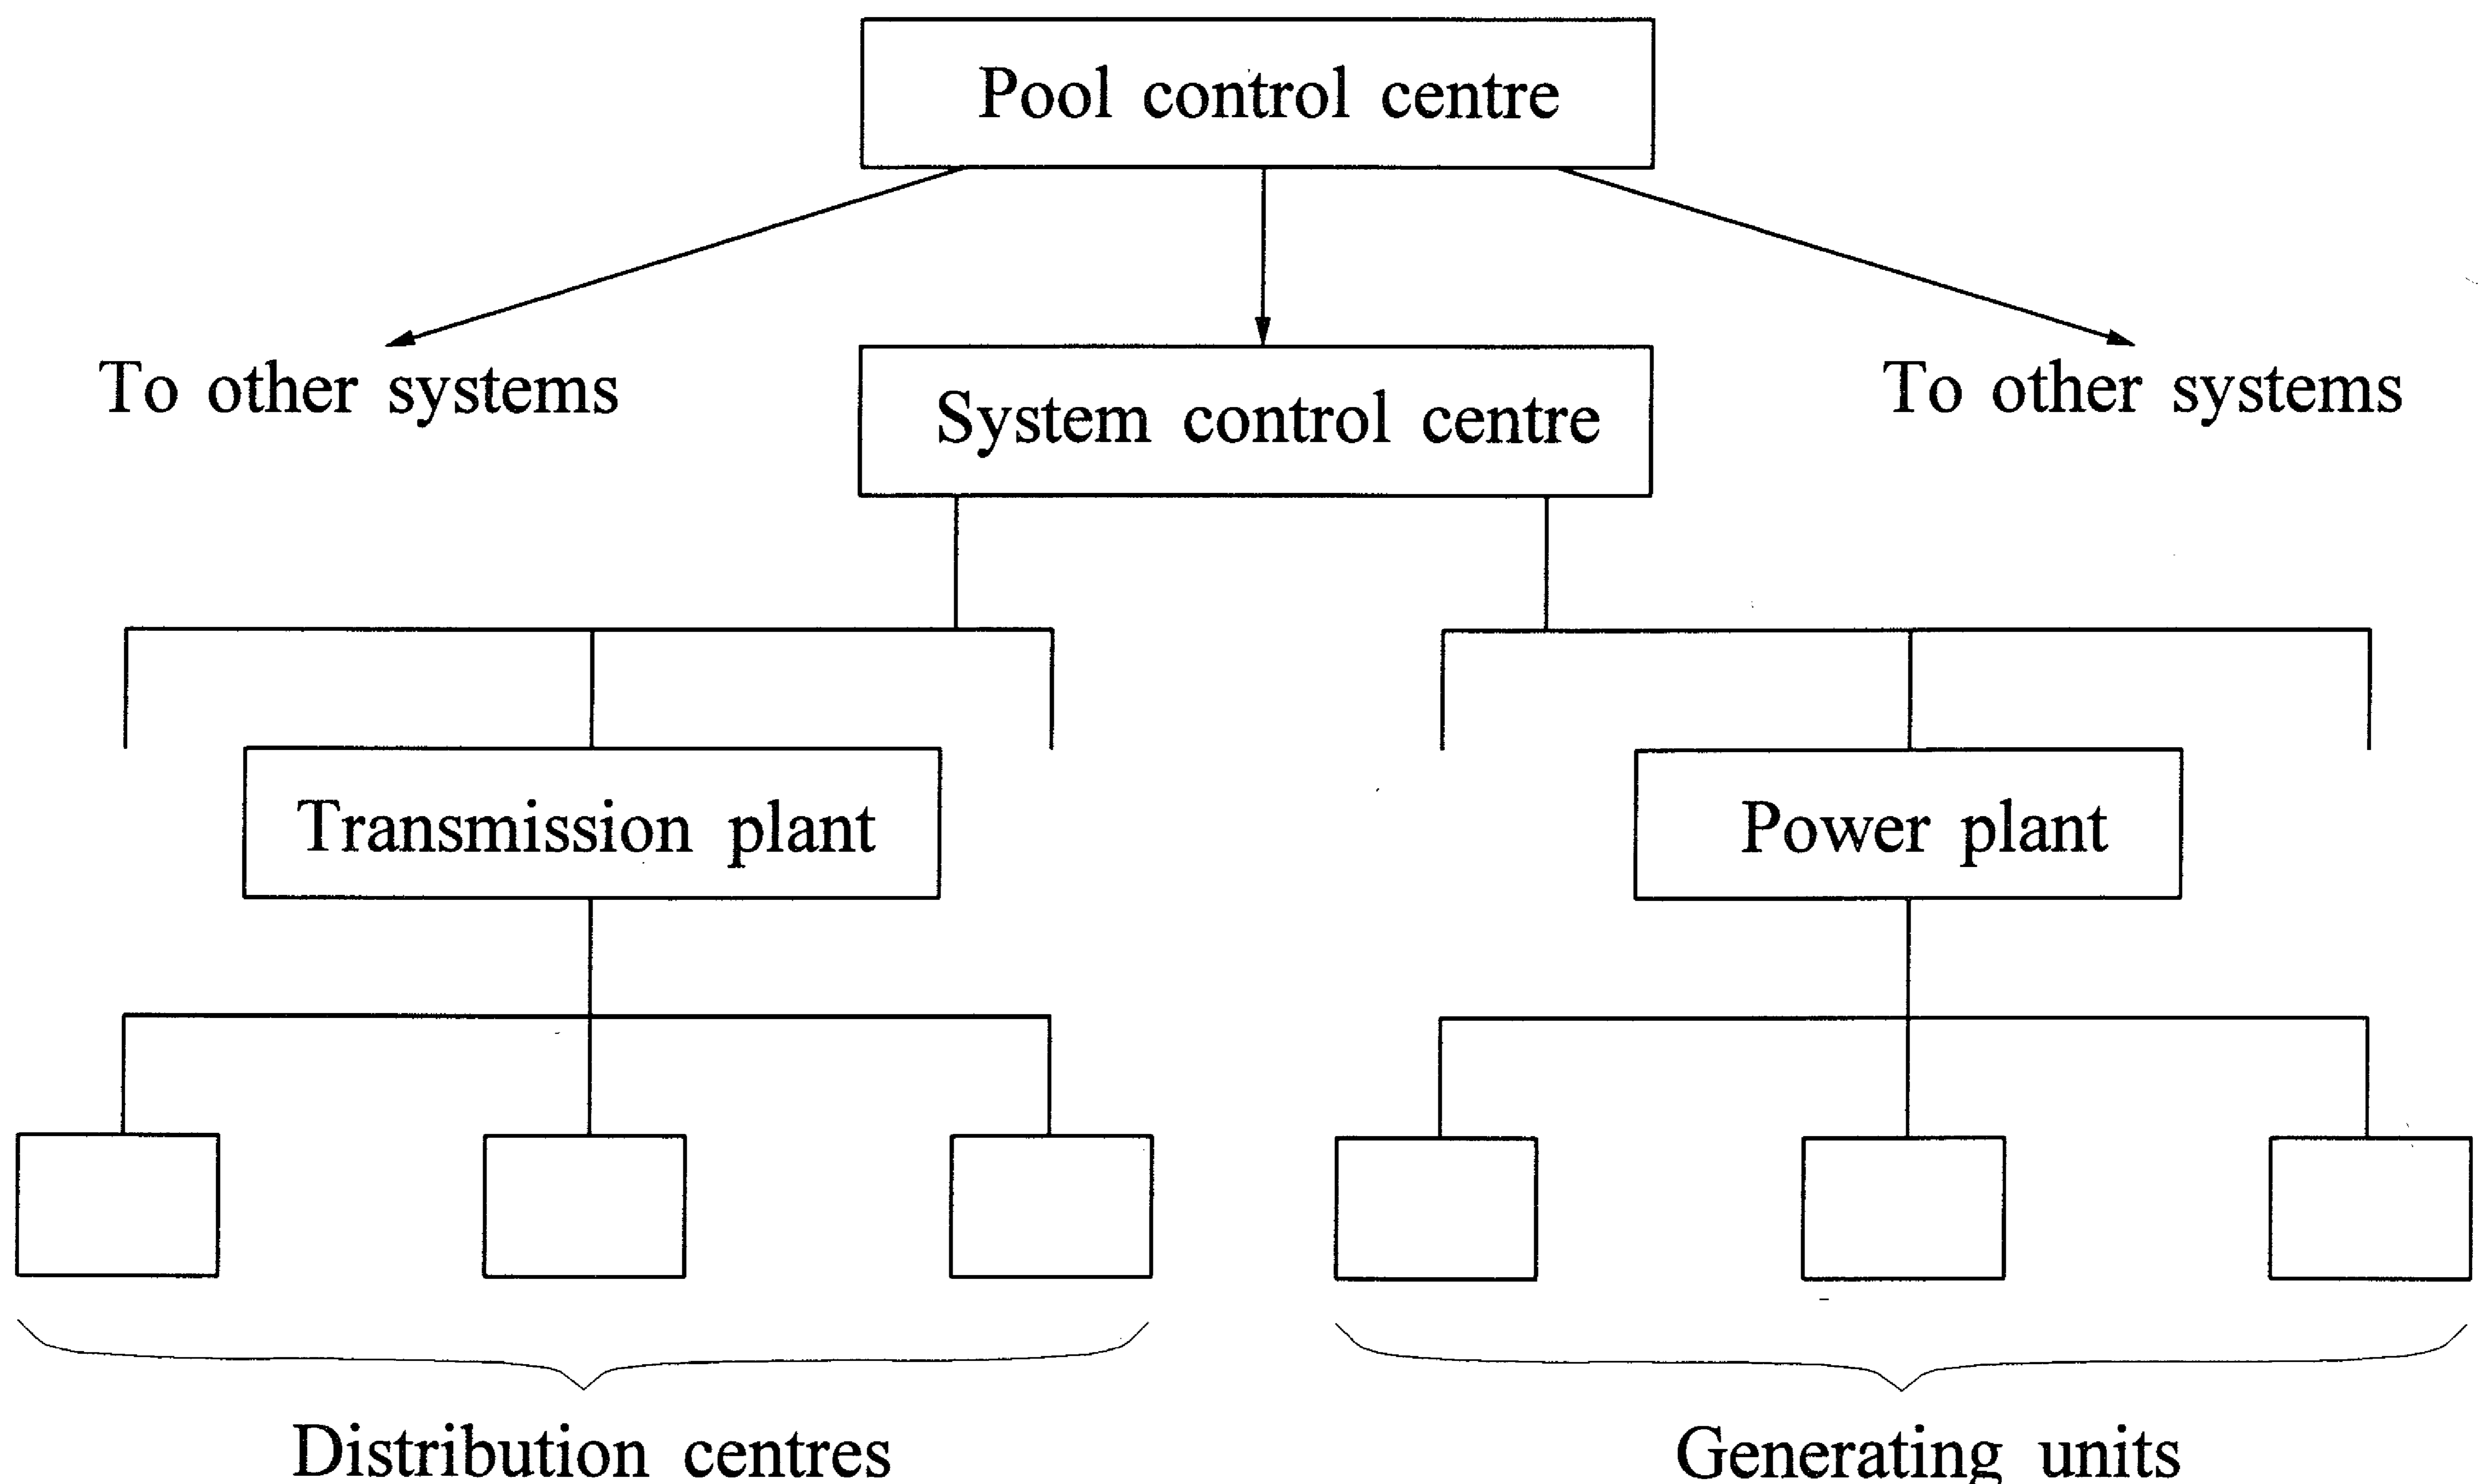 Pool control centre
To other systems
System control centre
To other systems
Transmission plant
Power plant
Distribution centres
Generating units